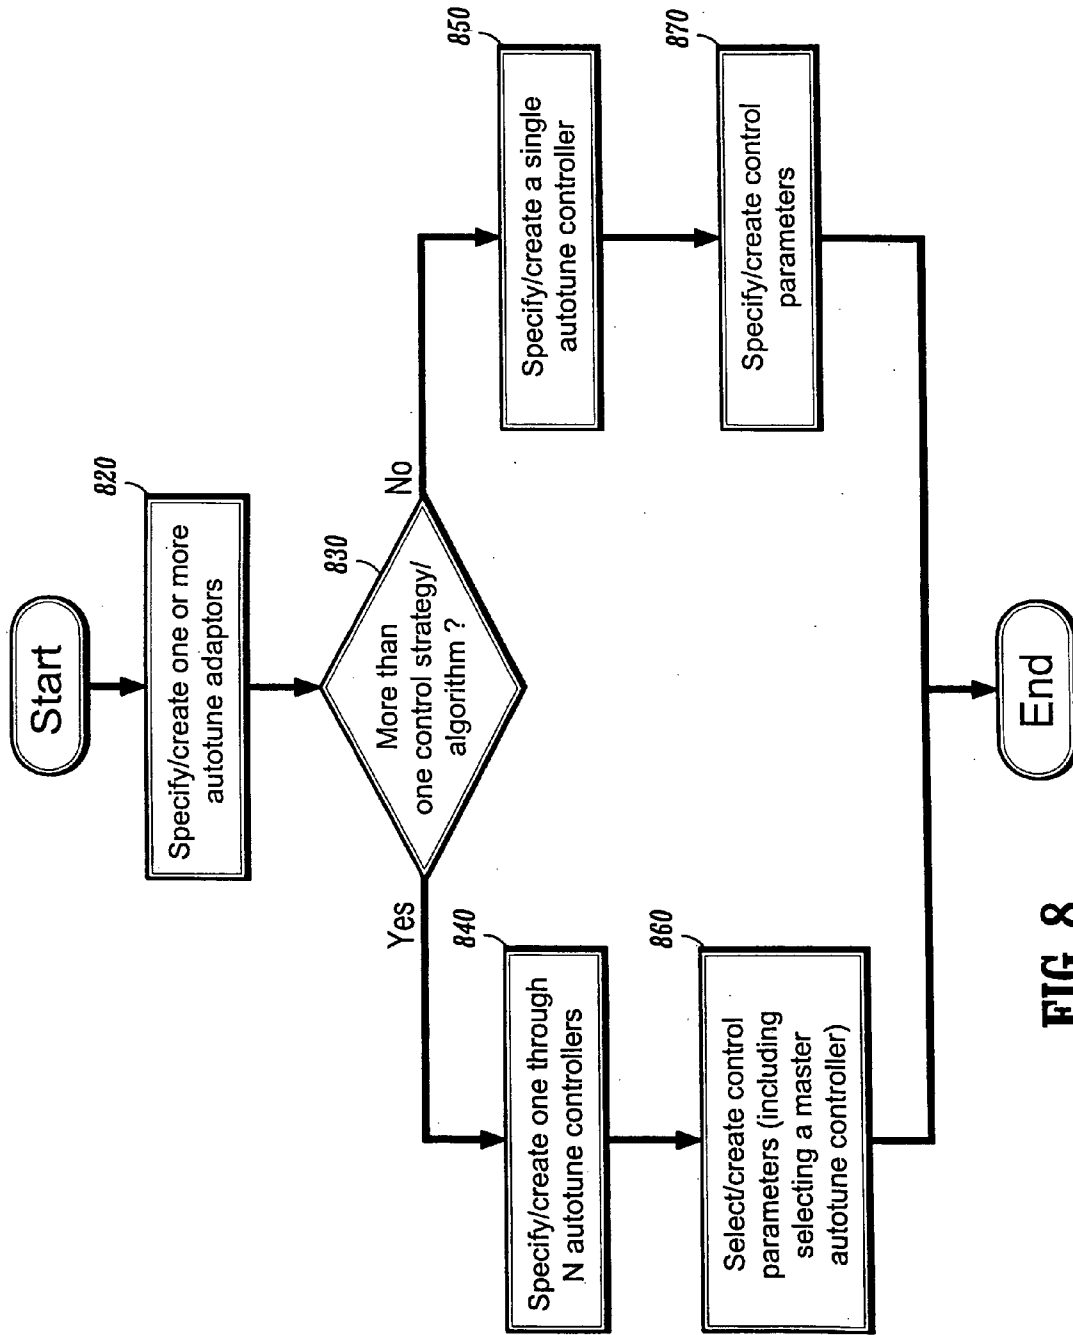 Start
820
Specify/create one or more
autotune adaptors
830
More than
one control strategy/
algorithm ?
Yes
No
840
Specify/create one through
N autotune controllers
850
Specify/create a single
autotune controller
860
Select/create control
parameters (including
selecting a master
autotune controller)
870
Specify/create control
parameters
End
FIG. 8